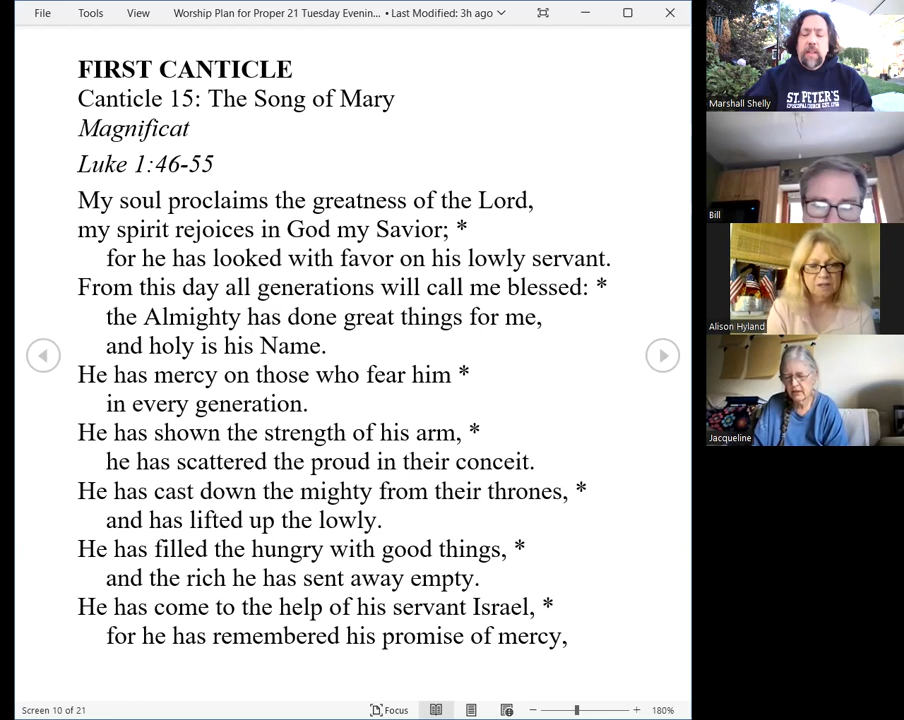 File Tools Worship Plan for Proper 21 Tuesday Evenin... • Last Modified: 3h ago
FIRST CANTICLE
Canticle 15: The Song of Mary
Magnificat
Luke 1:46-55
My soul proclaims the greatness of the Lord,
my spirit rejoices in God my Savior; *
for he has looked with favor on his lowly servant.
From this day all generations will call me blessed: *
the Almighty has done great things for me,
and holy is his Name.
He has mercy on those who fear him *
in every generation.
He has shown the strength of his arm, *
he has scattered the proud in their conceit.
He has cast down the mighty from their thrones, *
and has lifted up the lowly.
He has filled the hungry with good things, *
and the rich he has sent away empty.
He has come to the help of his servant Israel, *
for he has remembered his promise of mercy,
Screen 10 of 21 Focus 180%
ST. PETER'S
Marshall Shelly
Bill
Alison Hyland
Jacqueline